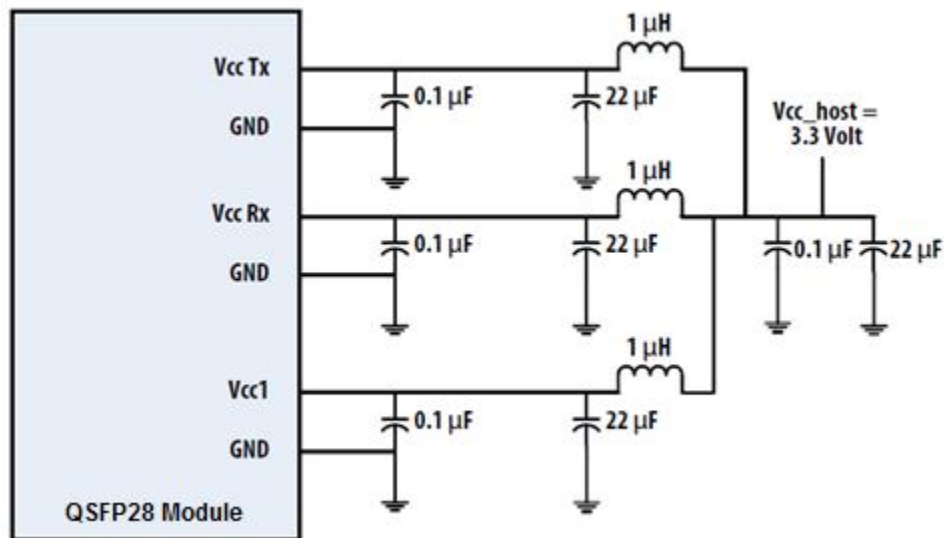 1 μH
Vcc Tx
0.1 μF
22 μF
Vcc_host =
3.3 Volt
GND
1 μH
Vcc Rx
0.1 μF
22 μF
0.1 μF
22 μF
GND
1 μH
Vcc1
0.1 μF
22 μF
GND
QSFP28 Module